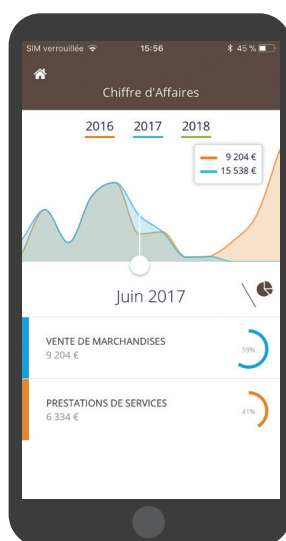 SIM verrouillée 15:56 45 %
Chiffre d'Affaires
2016 2017 2018
9 204 €
15 538 €
Juin 2017
VENTE DE MARCHANDISES
9 204 €
59%
PRESTATIONS DE SERVICES
6 334 €
41%